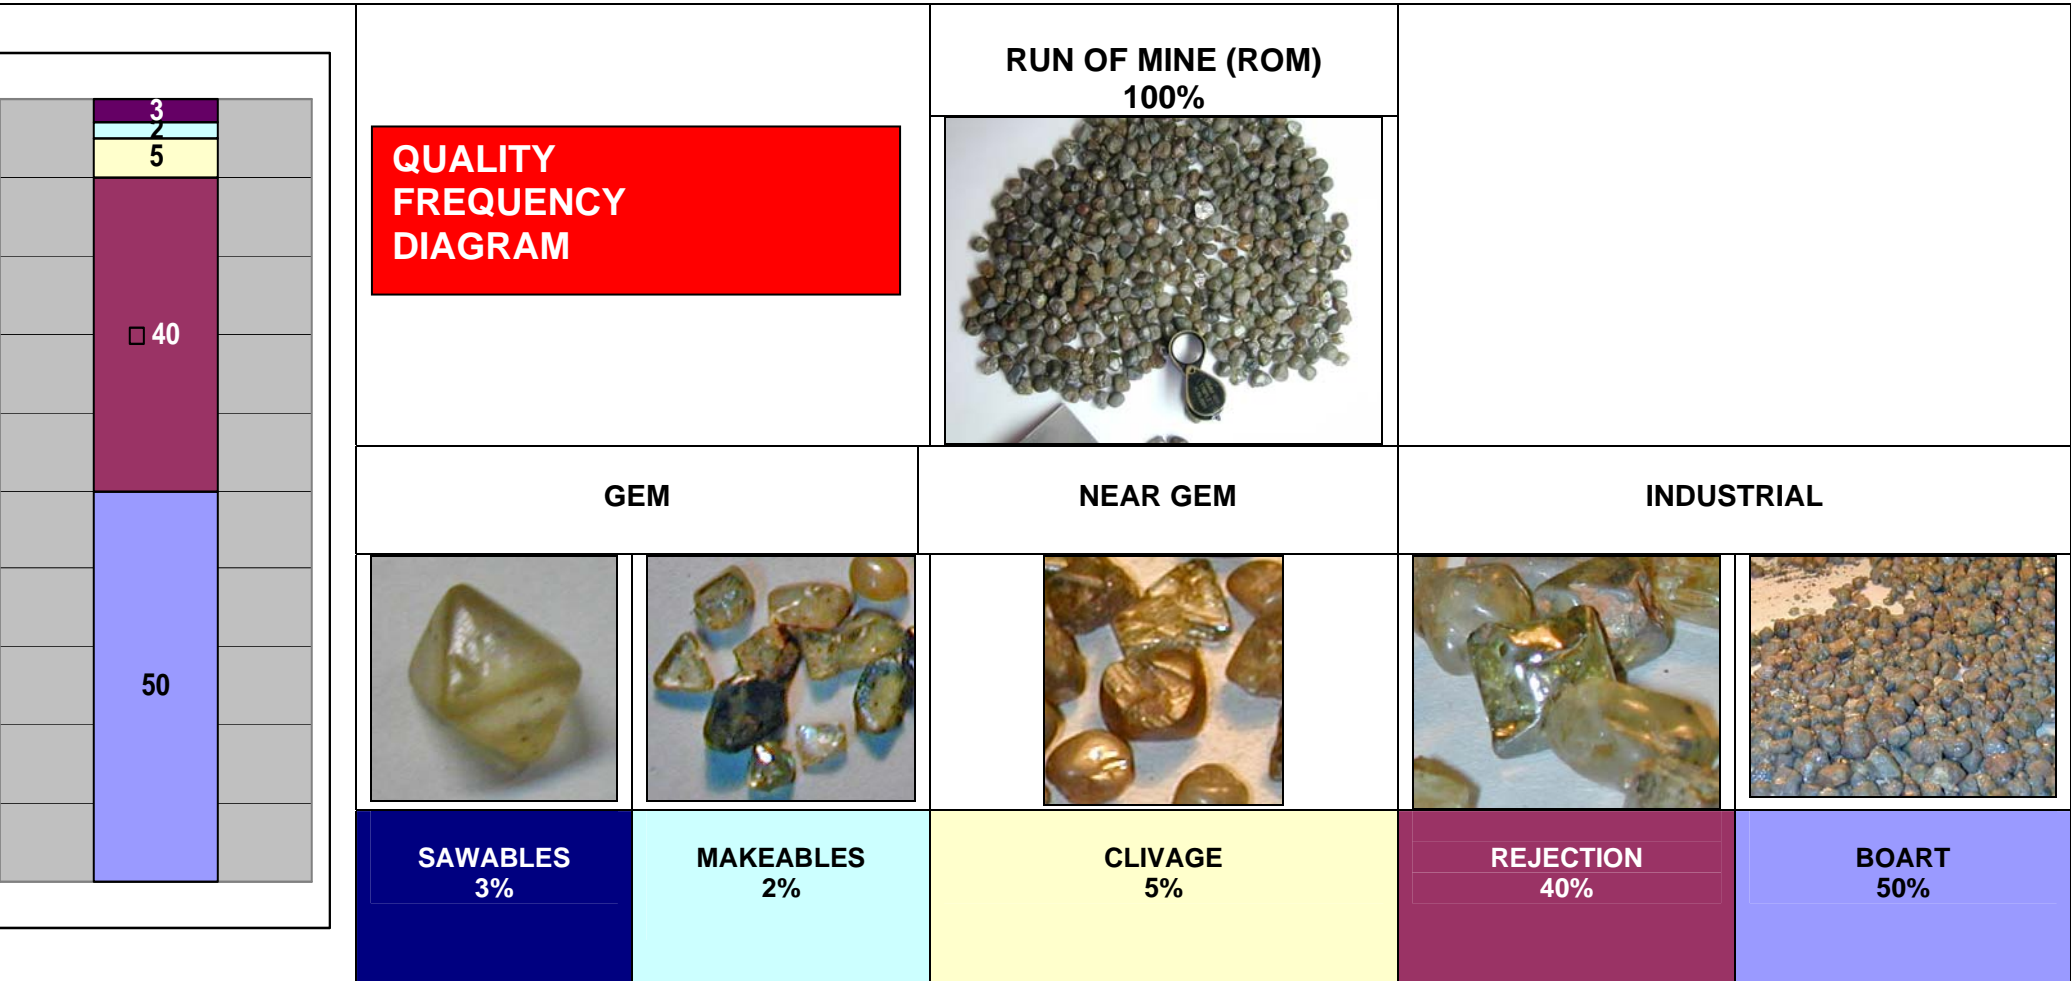 3
2
5
40
50
QUALITY
FREQUENCY
DIAGRAM
RUN OF MINE (ROM)
100%
GEM
NEAR GEM
INDUSTRIAL
SAWABLES
3%
MAKEABLES
2%
CLIVAGE
5%
REJECTION
40%
BOART
50%